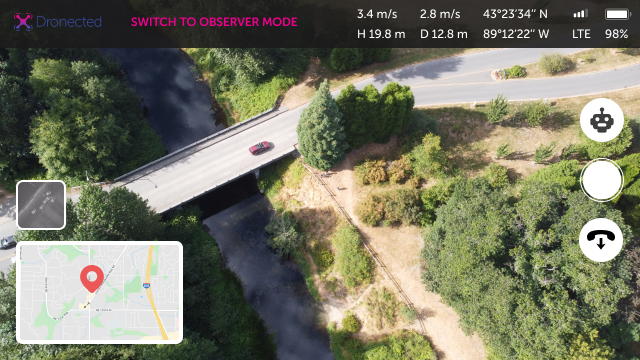 Dronected
SWITCH TO OBSERVER MODE
3.4 m/s 2.8 m/s 43°23′34″ N
H 19.8 m D 12.8 m 89°12′22″ W LTE 98%